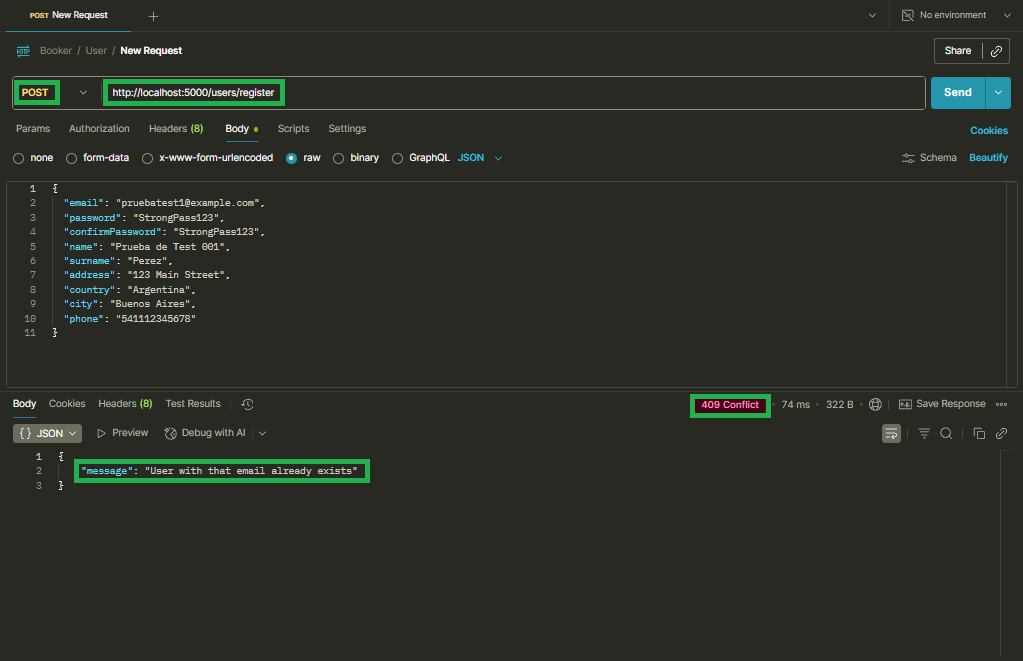 POST New Request
No environment
HTTP Booker / User / New Request
Share
POST http://localhost:5000/users/register Send
Params Authorization Headers (8) Body Scripts Settings Cookies
none form-data x-www-form-urlencoded raw binary GraphQL JSON Schema Beautify
1 {
2 "email": "pruebatest1@example.com",
3 "password": "StrongPass123",
4 "confirmPassword": "StrongPass123",
5 "name": "Prueba de Test 001",
6 "surname": "Perez",
7 "address": "123 Main Street",
8 "country": "Argentina",
9 "city": "Buenos Aires",
10 "phone": "541112345678"
11 }
Body Cookies Headers (8) Test Results 409 Conflict 74 ms 322 B Save Response
{} JSON Preview Debug with AI
1 {
2 "message": "User with that email already exists"
3 }